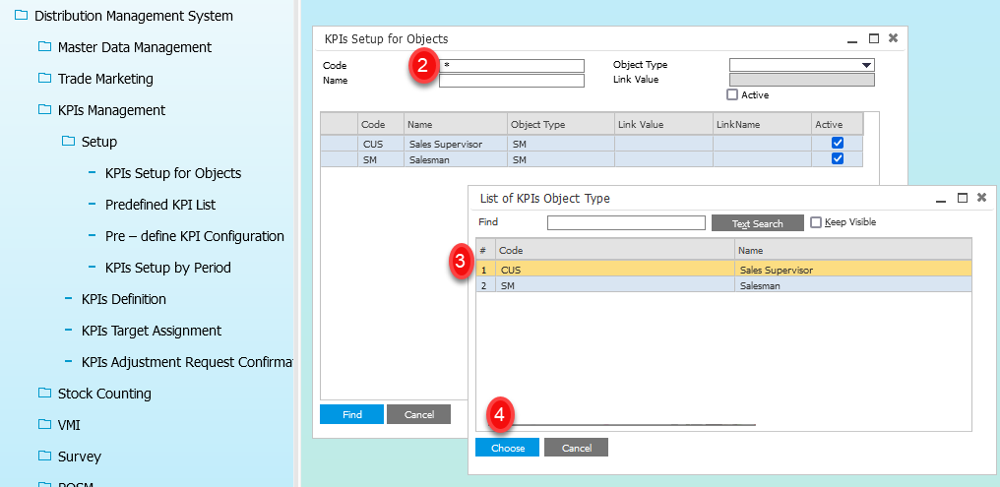 Distribution Management System
Master Data Management
Trade Marketing
KPIs Management
Setup
KPIs Setup for Objects
Predefined KPI List
Pre – define KPI Configuration
KPIs Setup by Period
KPIs Definition
KPIs Target Assignment
KPIs Adjustment Request Confirma
Stock Counting
VMI
Survey
POSM
KPIs Setup for Objects
Code 2 * Object Type
Name Link Value
Active
Code Name Object Type Link Value LinkName Active
CUS Sales Supervisor SM
SM Salesman SM
Find Cancel
List of KPIs Object Type
Find Text Search Keep Visible
# Code Name
3 1 CUS Sales Supervisor
2 SM Salesman
4
Choose Cancel